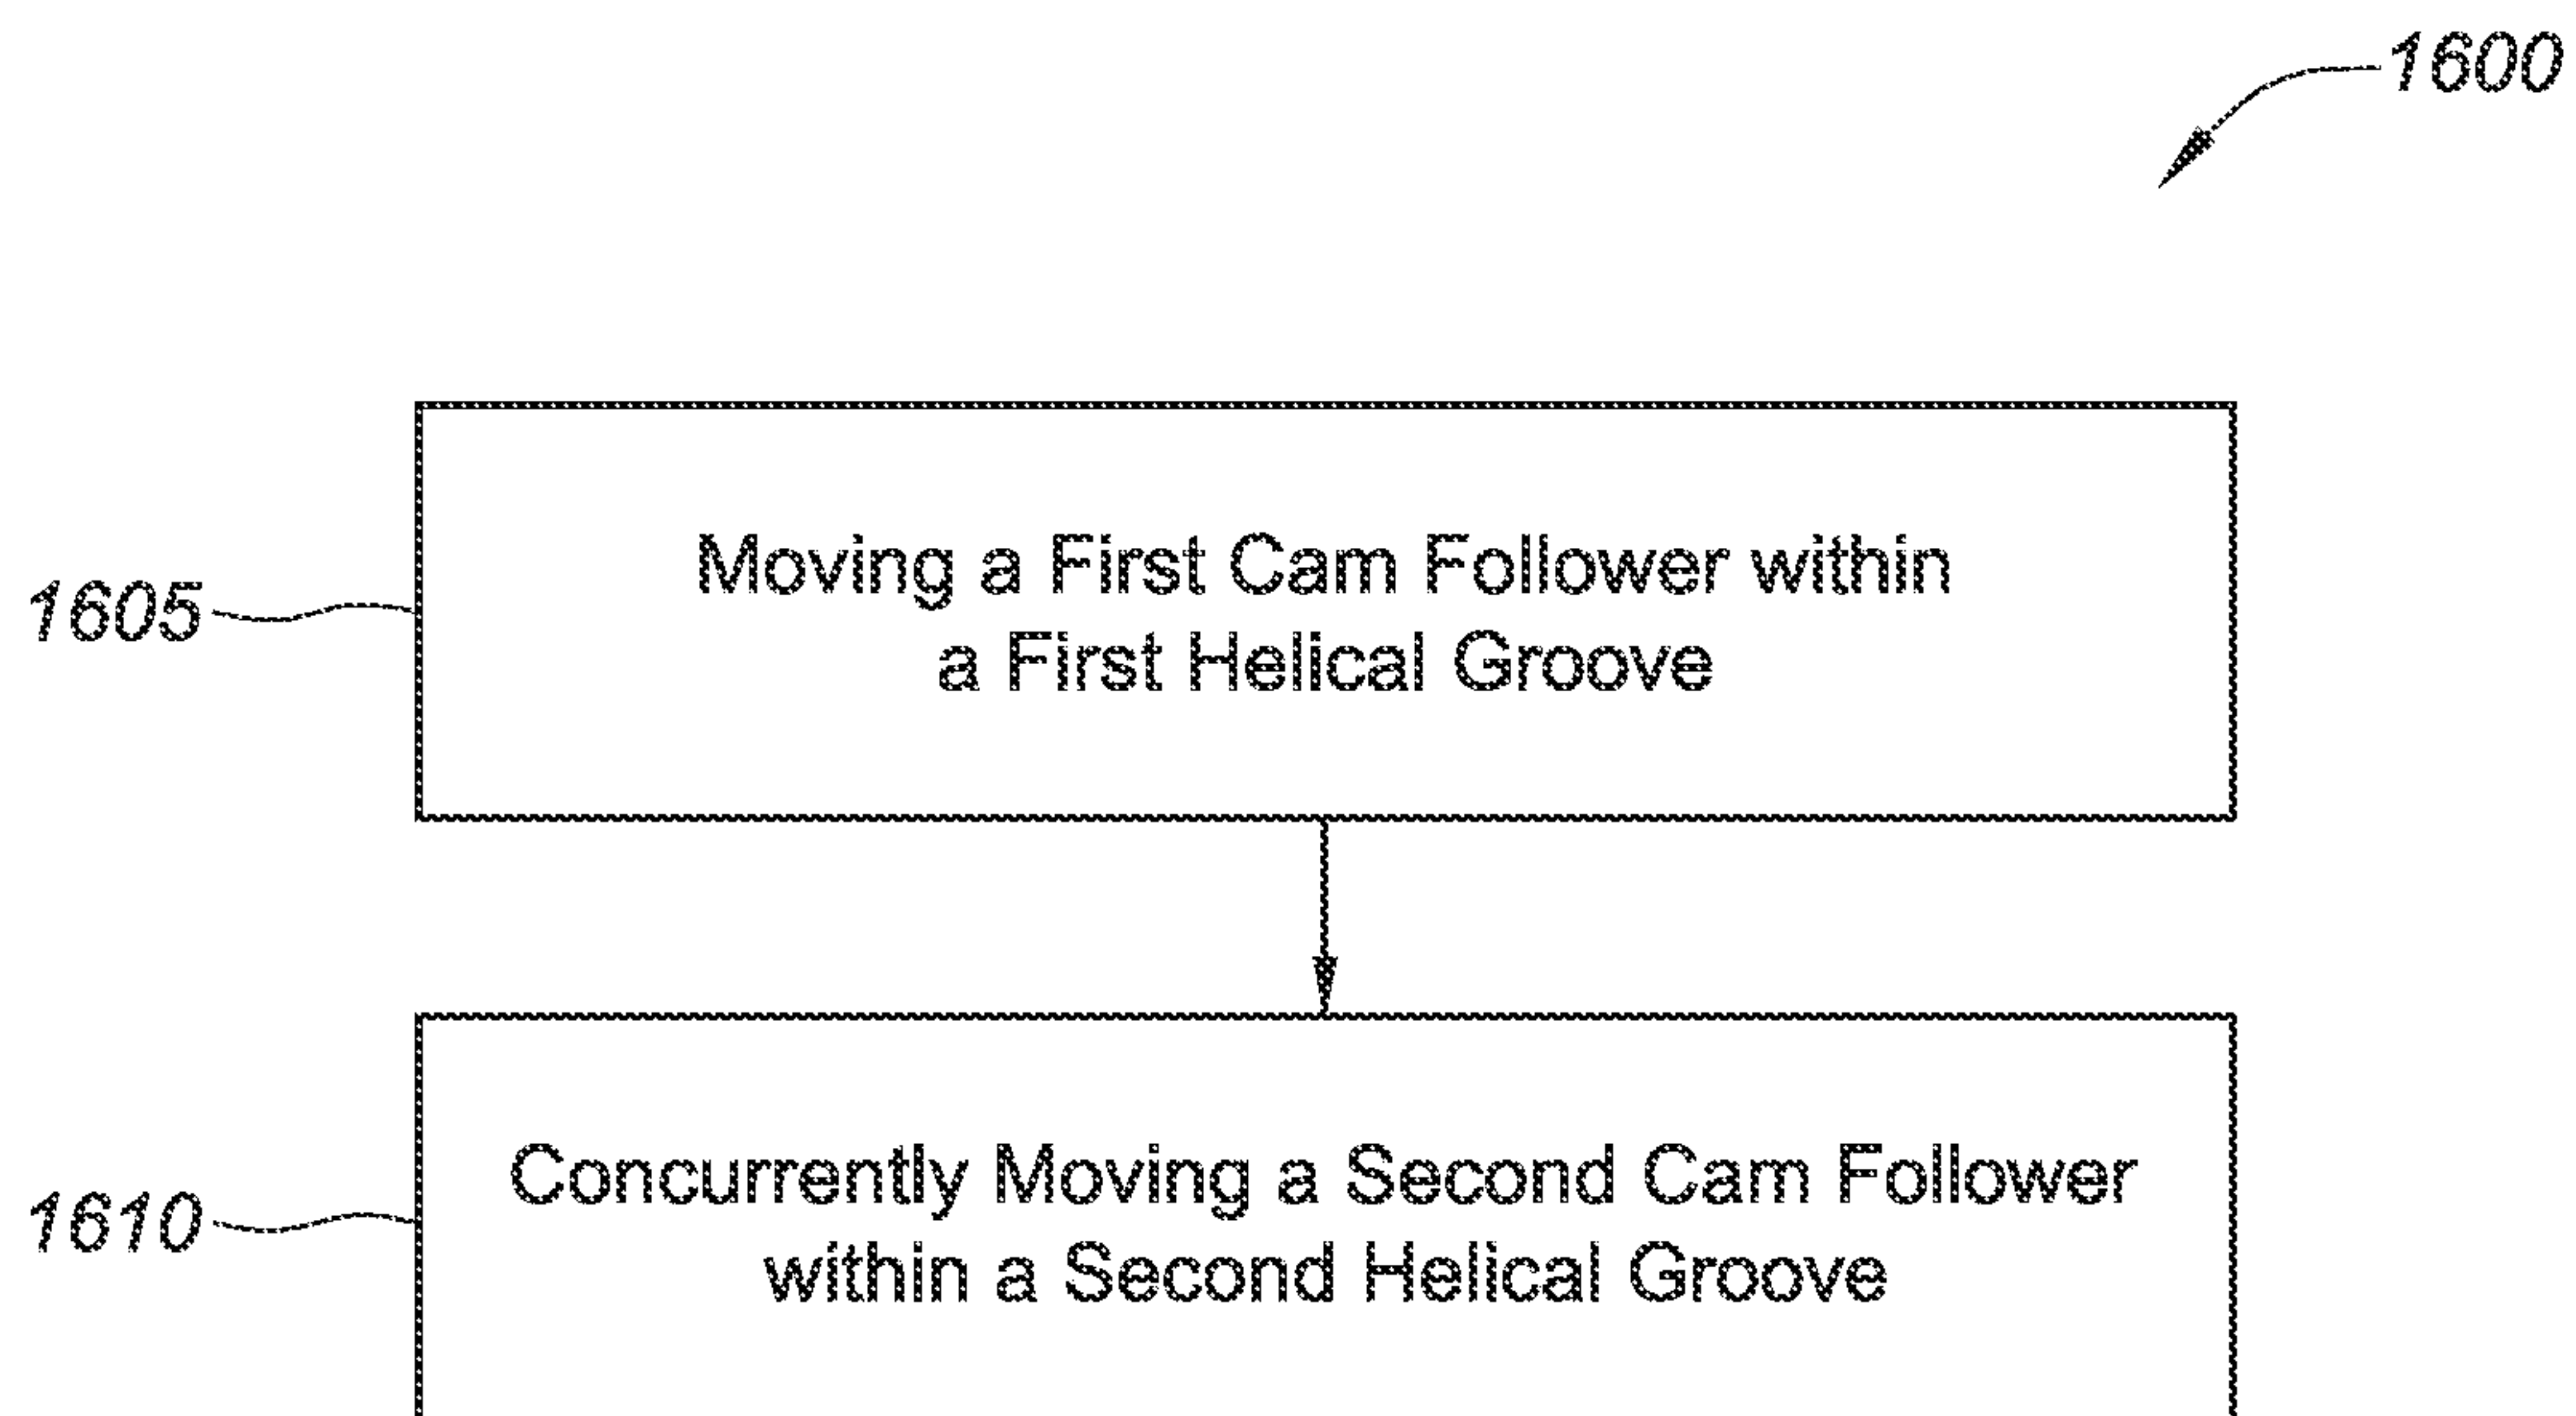 1600
1605
Moving a First Cam Follower within
a First Helical Groove
1610
Concurrently Moving a Second Cam Follower
within a Second Helical Groove